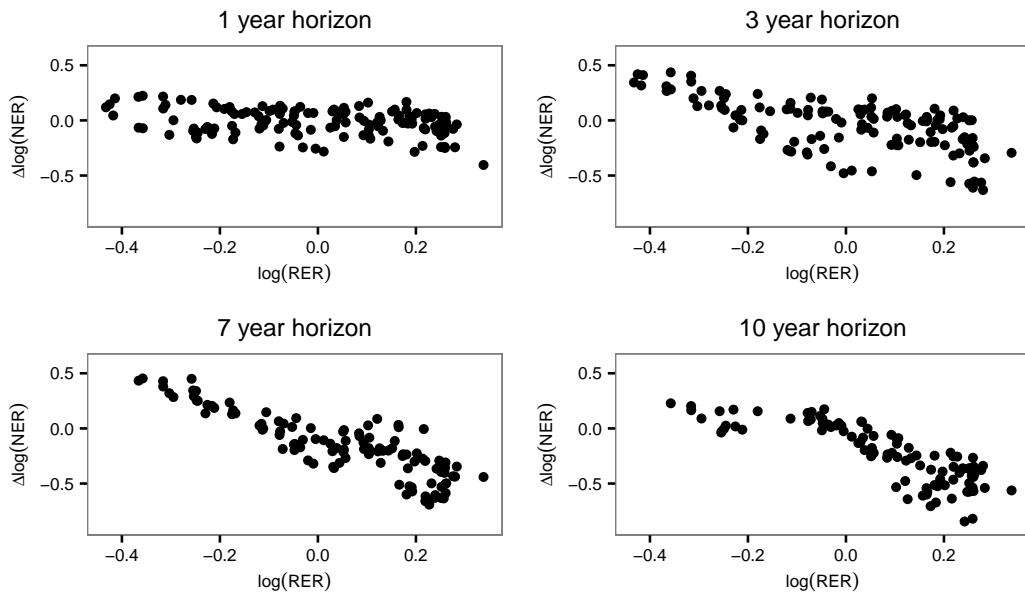 1 year horizon
0.5
0.0
−0.5
Δlog(NER)
−0.4 −0.2 0.0 0.2
log(RER)
3 year horizon
0.5
0.0
−0.5
Δlog(NER)
−0.4 −0.2 0.0 0.2
log(RER)
7 year horizon
0.5
0.0
−0.5
Δlog(NER)
−0.4 −0.2 0.0 0.2
log(RER)
10 year horizon
0.5
0.0
−0.5
Δlog(NER)
−0.4 −0.2 0.0 0.2
log(RER)